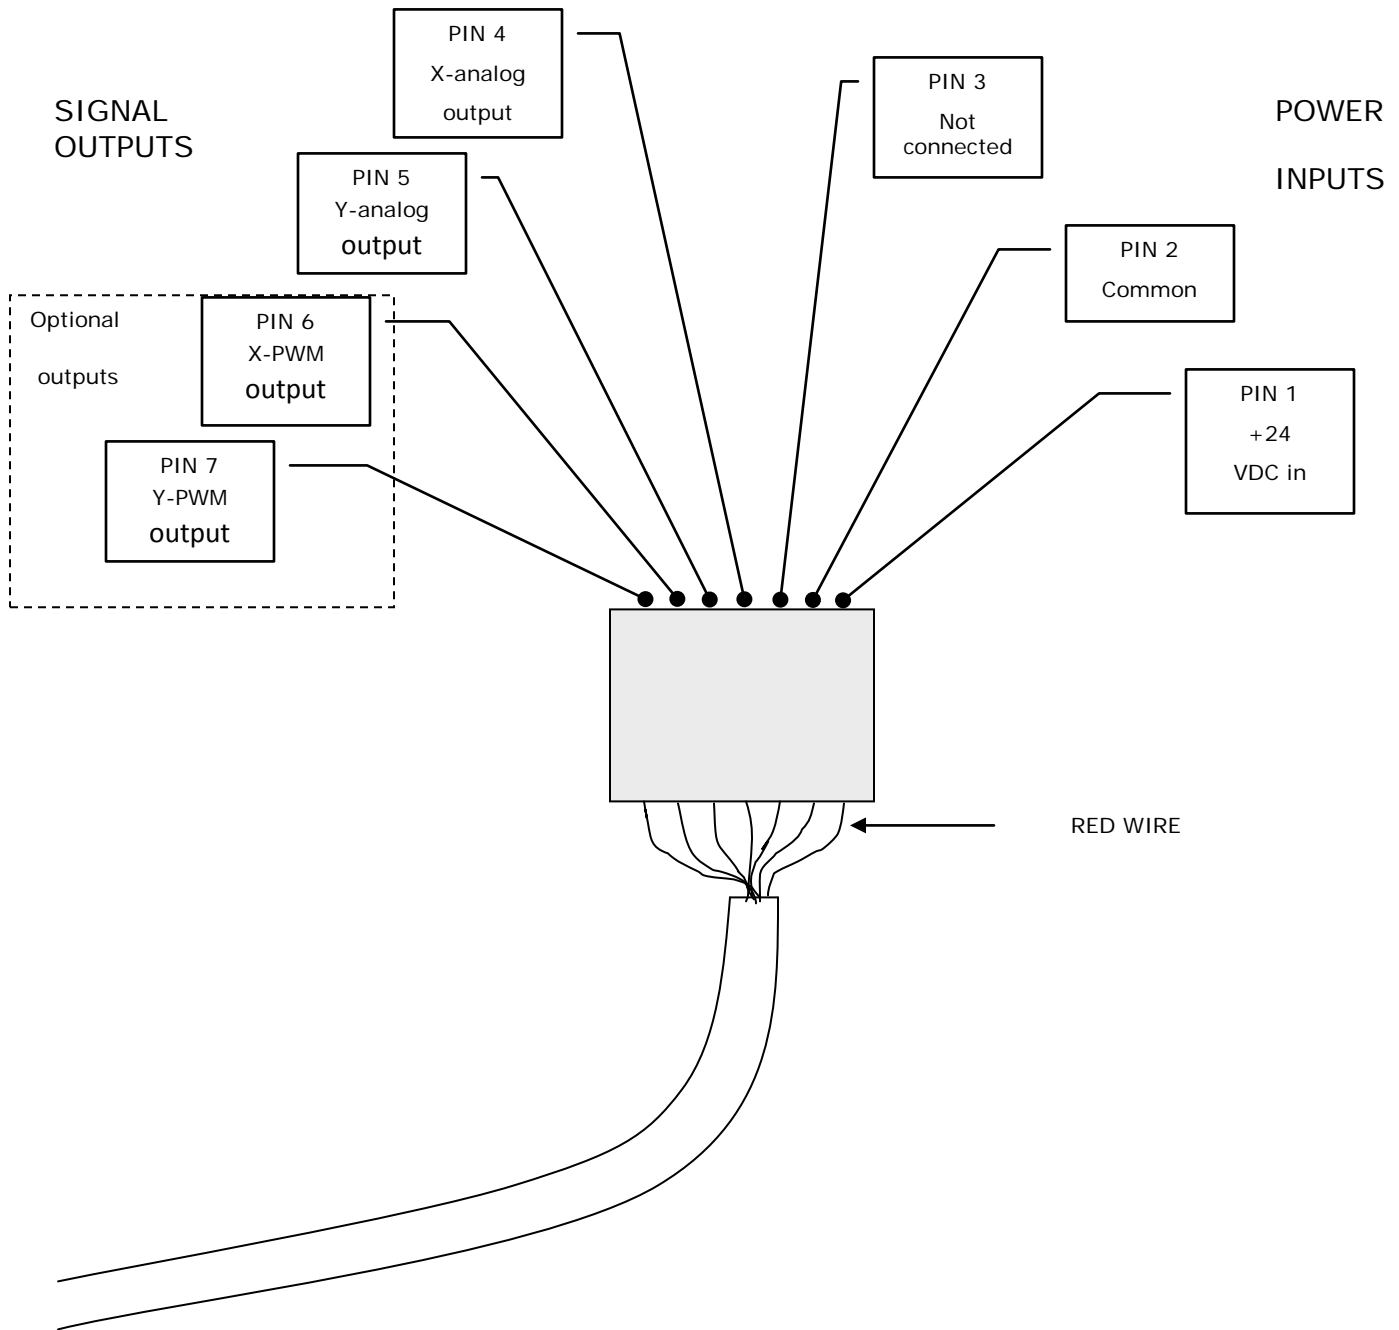 SIGNAL
OUTPUTS
PIN 4
X-analog
output
PIN 3
Not
connected
POWER
INPUTS
PIN 5
Y-analog
output
PIN 2
Common
Optional
outputs
PIN 6
X-PWM
output
PIN 1
+24
VDC in
PIN 7
Y-PWM
output
RED WIRE